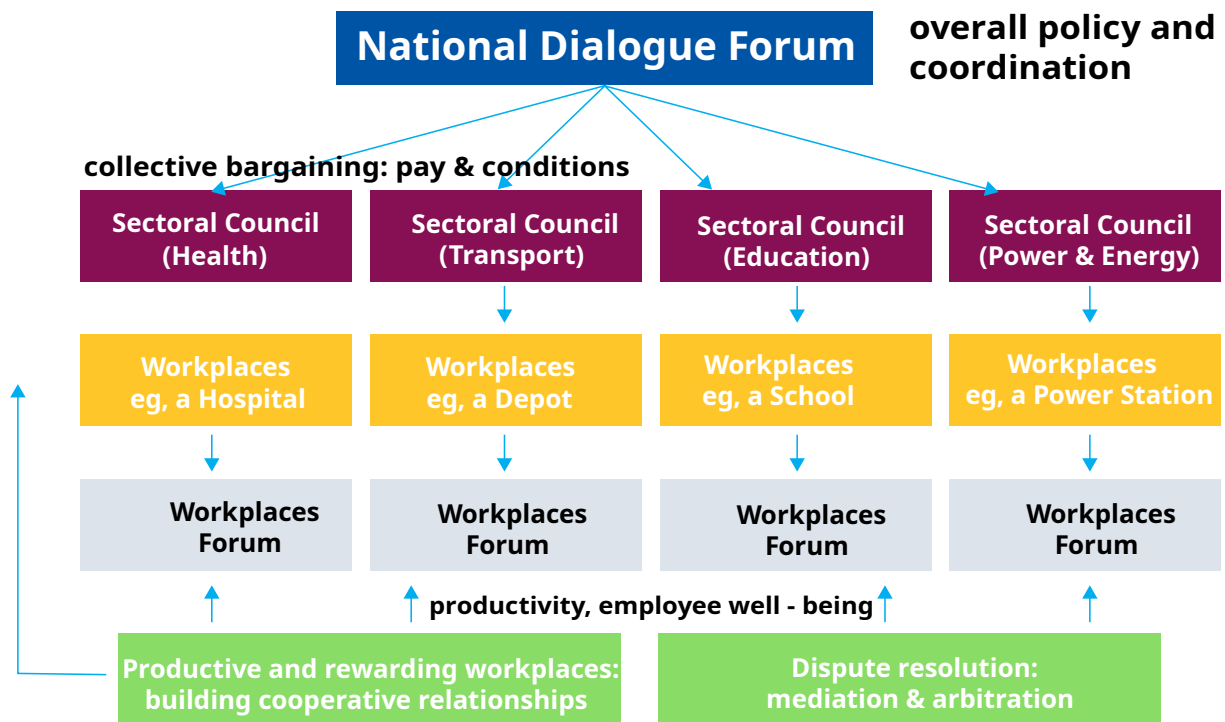 National Dialogue Forum
overall policy and
coordination
collective bargaining: pay & conditions
Sectoral Council
(Health)
Sectoral Council
(Transport)
Sectoral Council
(Education)
Sectoral Council
(Power & Energy)
Workplaces
eg, a Hospital
Workplaces
eg, a Depot
Workplaces
eg, a School
Workplaces
eg, a Power Station
Workplaces
Forum
Workplaces
Forum
Workplaces
Forum
Workplaces
Forum
productivity, employee well - being
Productive and rewarding workplaces:
building cooperative relationships
Dispute resolution:
mediation & arbitration